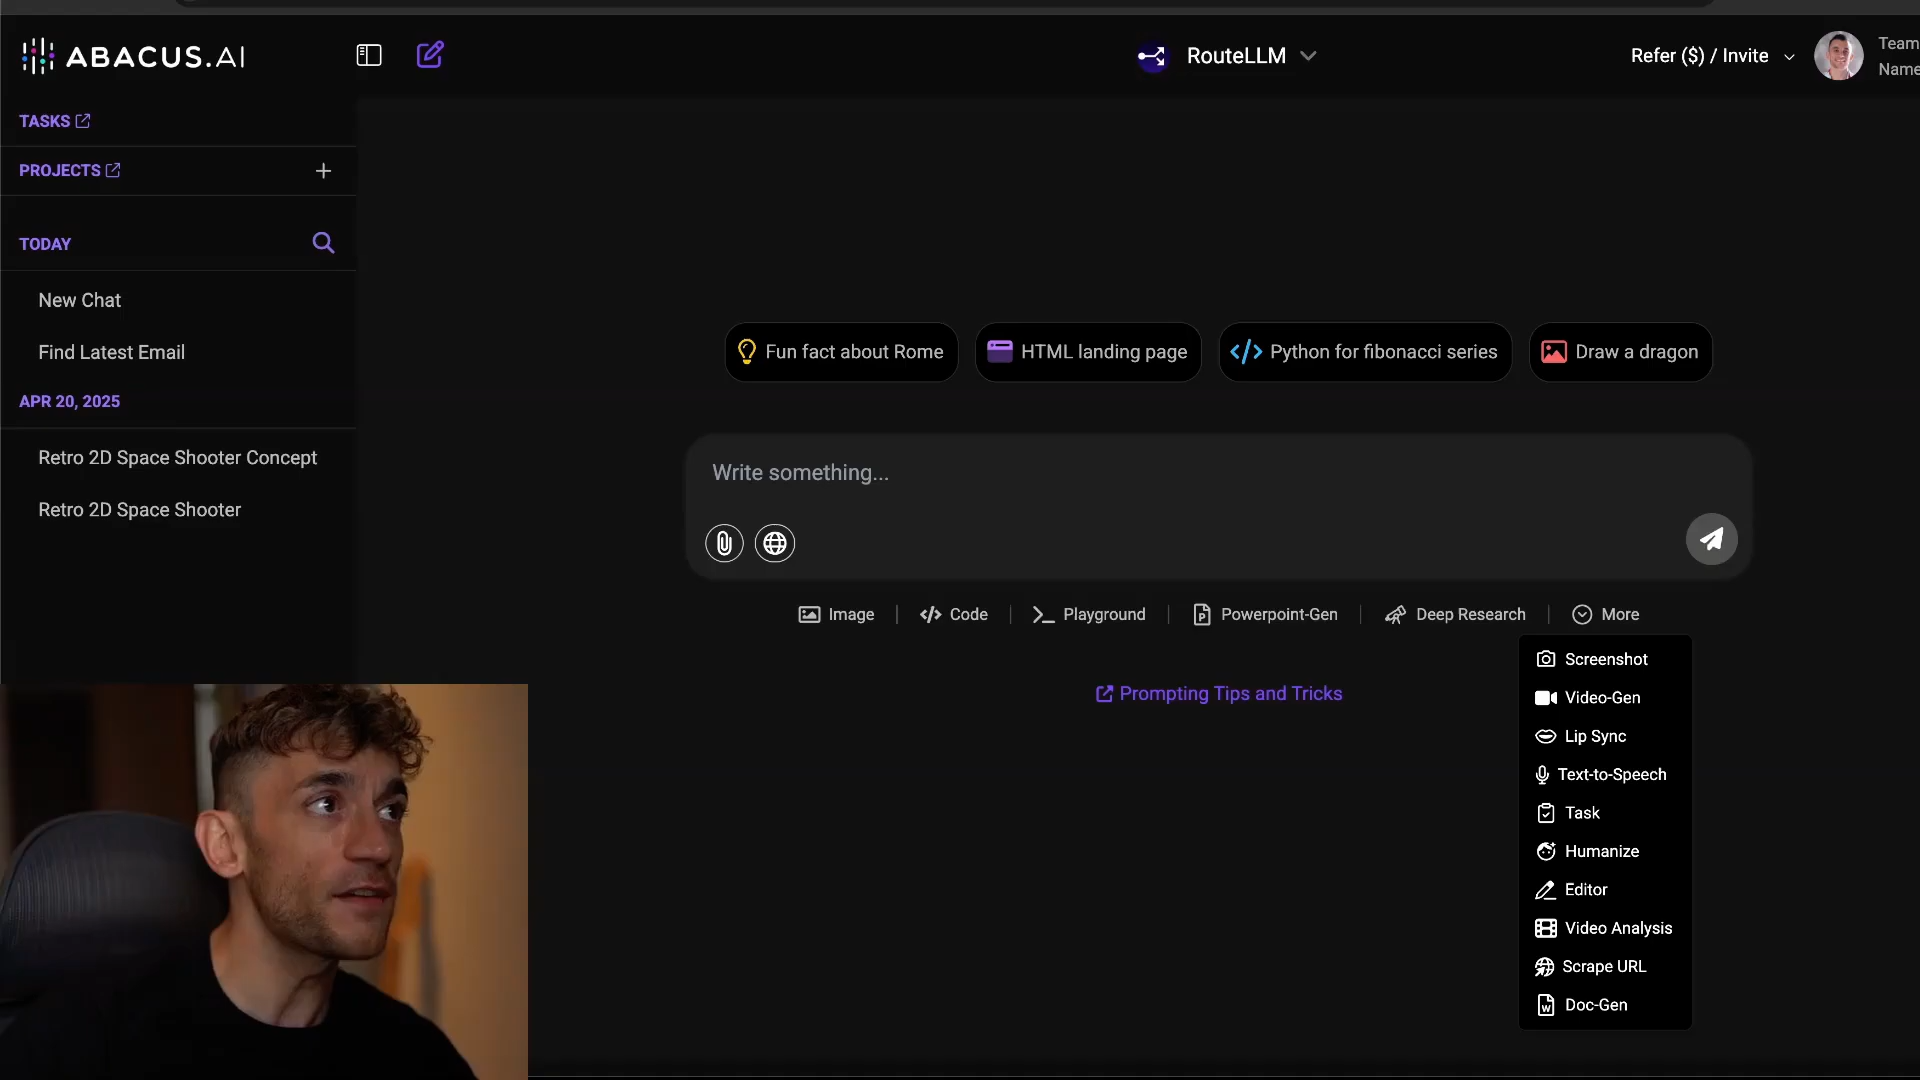 ABACUS.AI
RouteLLM
Refer ($) / Invite
Team
Name
TASKS
PROJECTS
TODAY
New Chat
Find Latest Email
APR 20, 2025
Retro 2D Space Shooter Concept
Retro 2D Space Shooter
Fun fact about Rome
HTML landing page
Python for fibonacci series
Draw a dragon
Write something...
Image
Code
Playground
Powerpoint-Gen
Deep Research
More
Prompting Tips and Tricks
Screenshot
Video-Gen
Lip Sync
Text-to-Speech
Task
Humanize
Editor
Video Analysis
Scrape URL
Doc-Gen